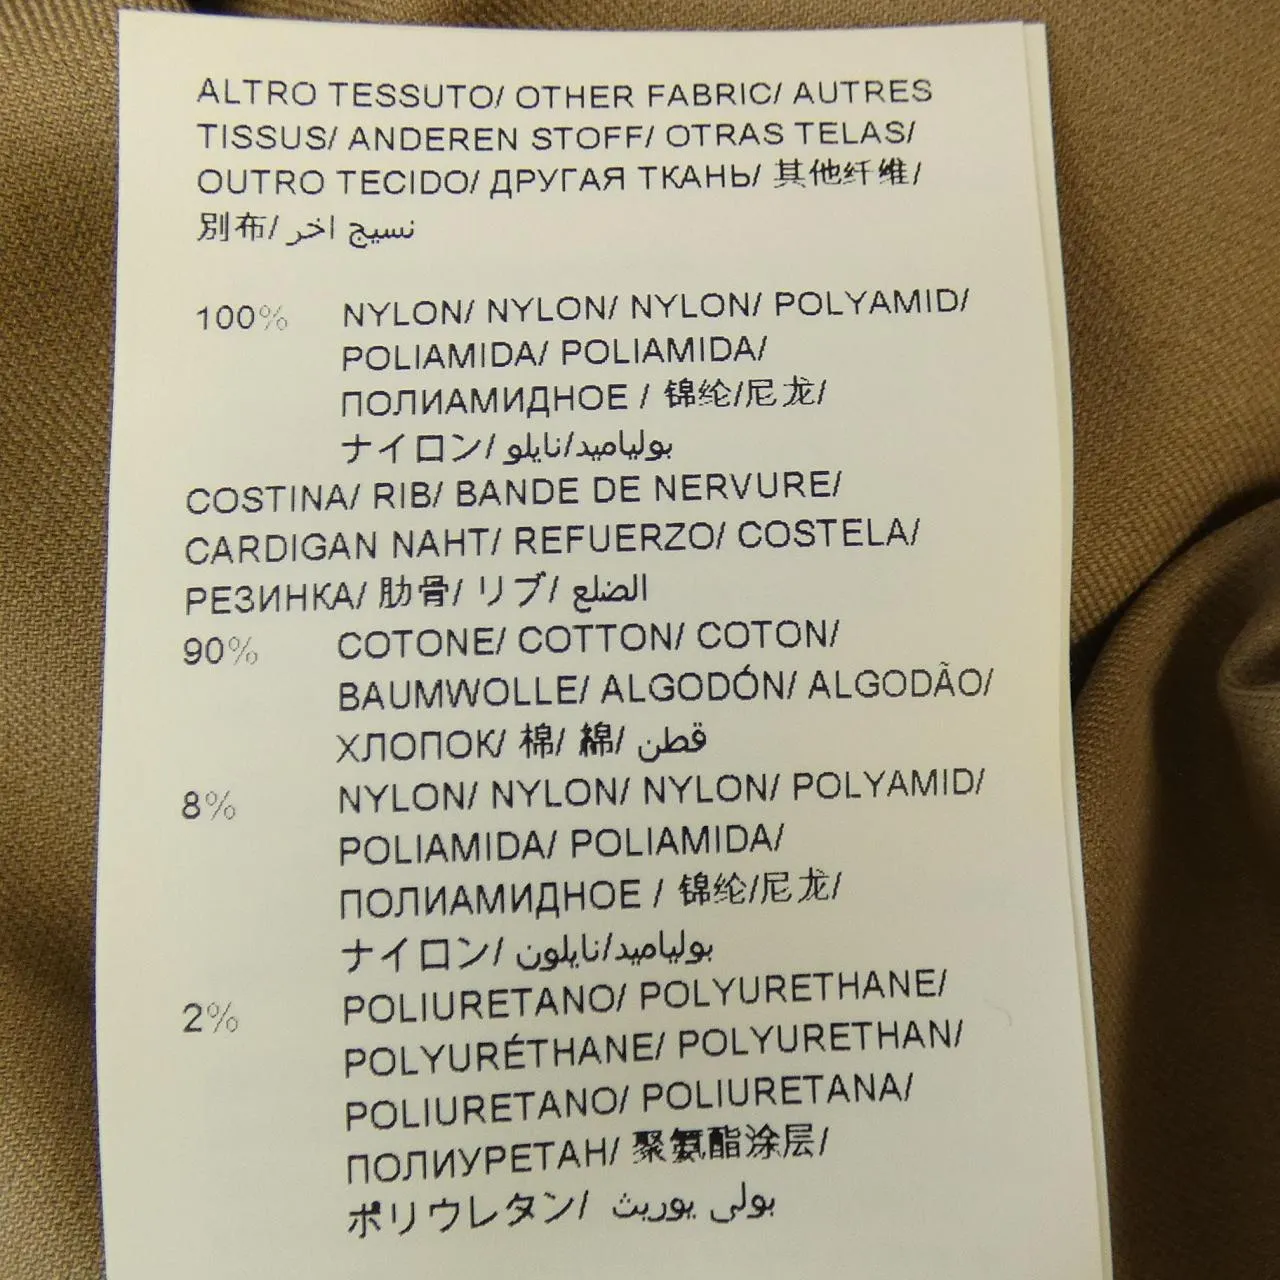 ALTRO TESSUTO/ OTHER FABRIC/ AUTRES
TISSUS/ ANDEREN STOFF/ OTRAS TELAS/
OUTRO TECIDO/ ДРУГАЯ ТКАНЬ/ 其他纤维/
別布/ نسيج اخر
100% NYLON/ NYLON/ NYLON/ POLYAMID/
POLIAMIDA/ POLIAMIDA/
ПОЛИАМИДНОЕ / 锦纶/尼龙/
ナイロン/ بولياميد/نايلو
COSTINA/ RIB/ BANDE DE NERVURE/
CARDIGAN NAHT/ REFUERZO/ COSTELA/
РЕЗИНКА/ 肋骨/ リブ/ الضلع
90% COTONE/ COTTON/ COTON/
BAUMWOLLE/ ALGODÓN/ ALGODÃO/
ХЛОПОК/ 棉/ 綿/ قطن
8% NYLON/ NYLON/ NYLON/ POLYAMID/
POLIAMIDA/ POLIAMIDA/
ПОЛИАМИДНОЕ / 锦纶/尼龙/
ナイロン/ بولياميد/نايلون
2% POLIURETANO/ POLYURETHANE/
POLYURÉTHANE/ POLYURETHAN/
POLIURETANO/ POLIURETANA/
ПОЛИУРЕТАН/ 聚氨酯涂层/
ポリウレタン/ بولى يوريث